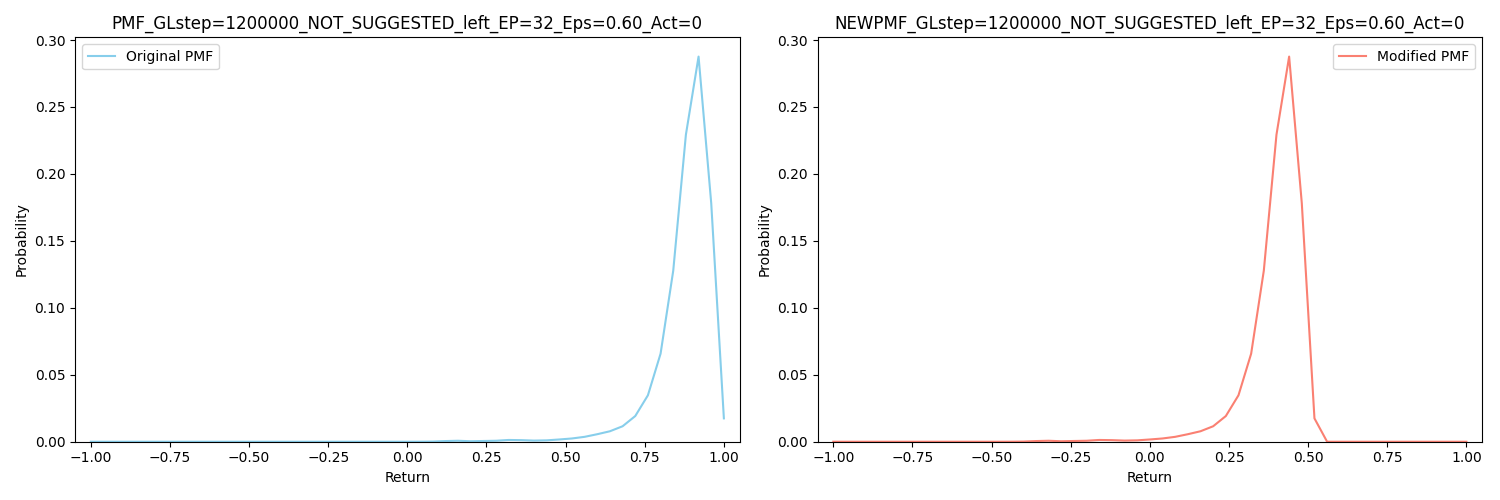 PMF_GLstep=1200000_NOT_SUGGESTED_left_EP=32_Eps=0.60_Act=0
0.30
0.25
0.20
0.15
0.10
0.05
0.00
Probability
Original PMF
−1.00 −0.75 −0.50 −0.25 0.00 0.25 0.50 0.75 1.00
Return
NEWPMF_GLstep=1200000_NOT_SUGGESTED_left_EP=32_Eps=0.60_Act=0
0.30
0.25
0.20
0.15
0.10
0.05
0.00
Probability
Modified PMF
−1.00 −0.75 −0.50 −0.25 0.00 0.25 0.50 0.75 1.00
Return